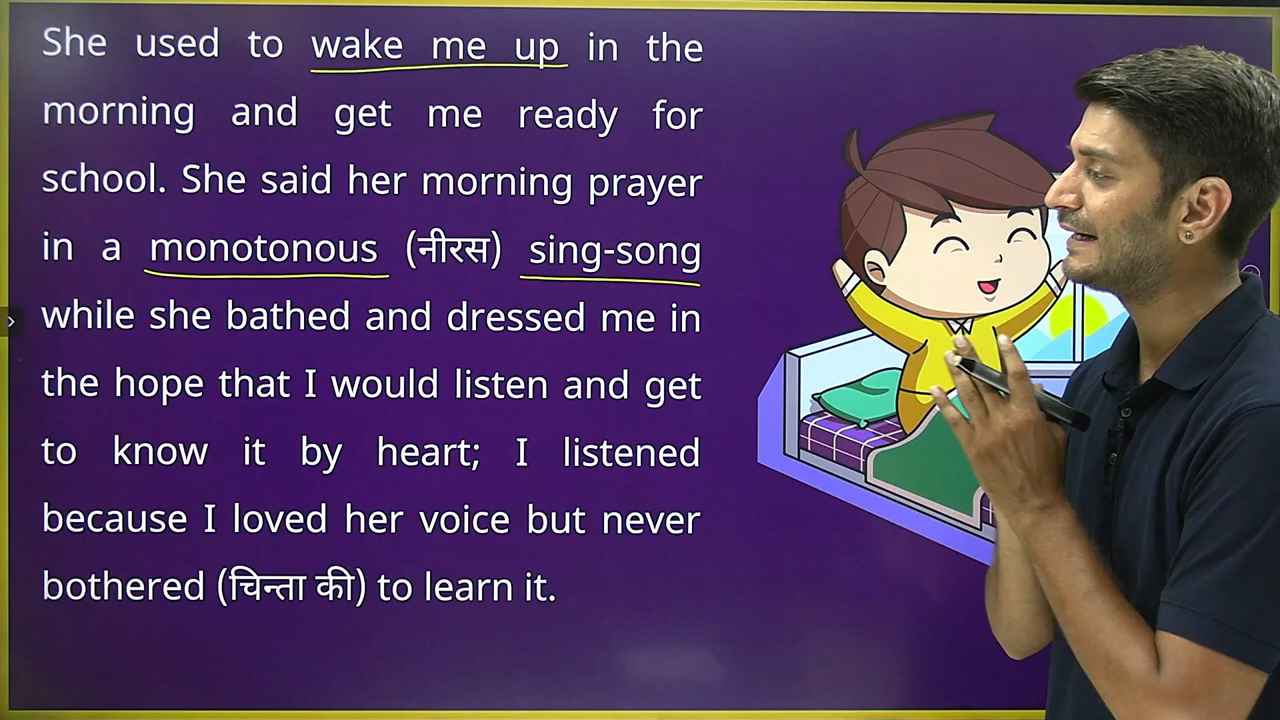 She used to wake me up in the
morning and get me ready for
school. She said her morning prayer
in a monotonous (नीरस) sing-song
while she bathed and dressed me in
the hope that I would listen and get
to know it by heart; I listened
because I loved her voice but never
bothered (चिन्ता की) to learn it.